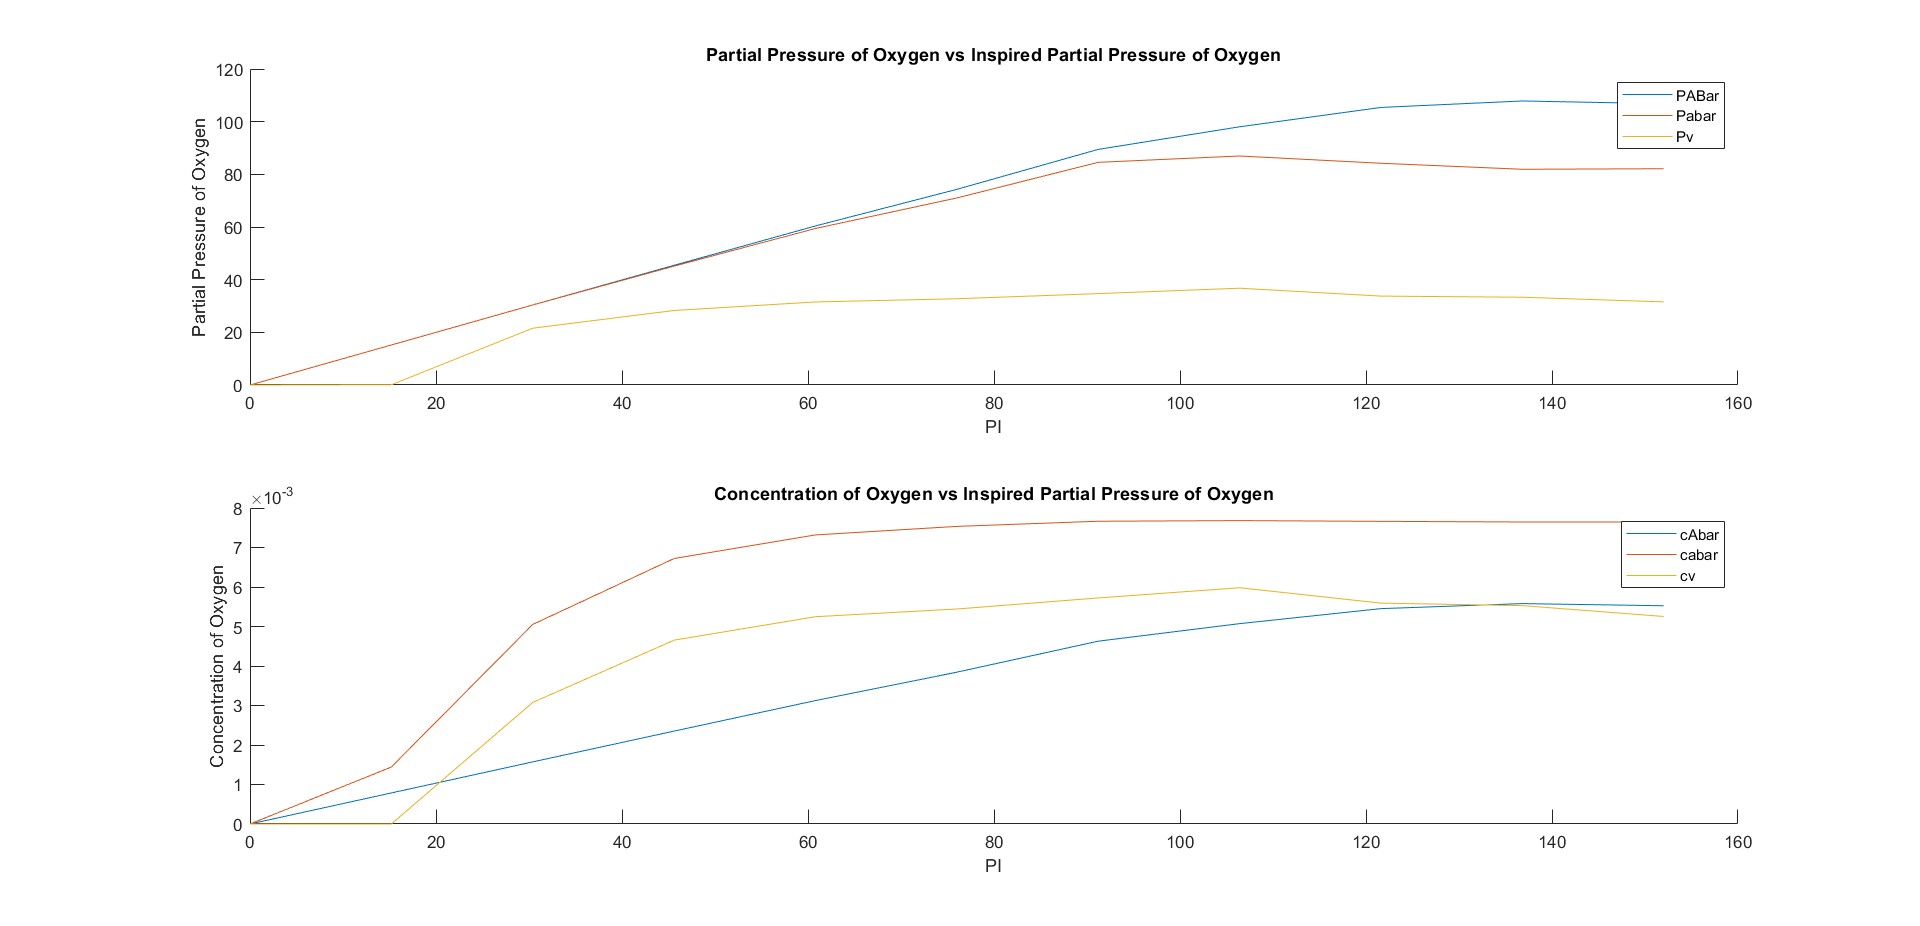 Partial Pressure of Oxygen vs Inspired Partial Pressure of Oxygen
Partial Pressure of Oxygen
120
100
80
60
40
20
0
0 20 40 60 80 100 120 140 160
PI
PABar
Pabar
Pv
Concentration of Oxygen vs Inspired Partial Pressure of Oxygen
×10-3
Concentration of Oxygen
8
7
6
5
4
3
2
1
0
0 20 40 60 80 100 120 140 160
PI
cAbar
cabar
cv